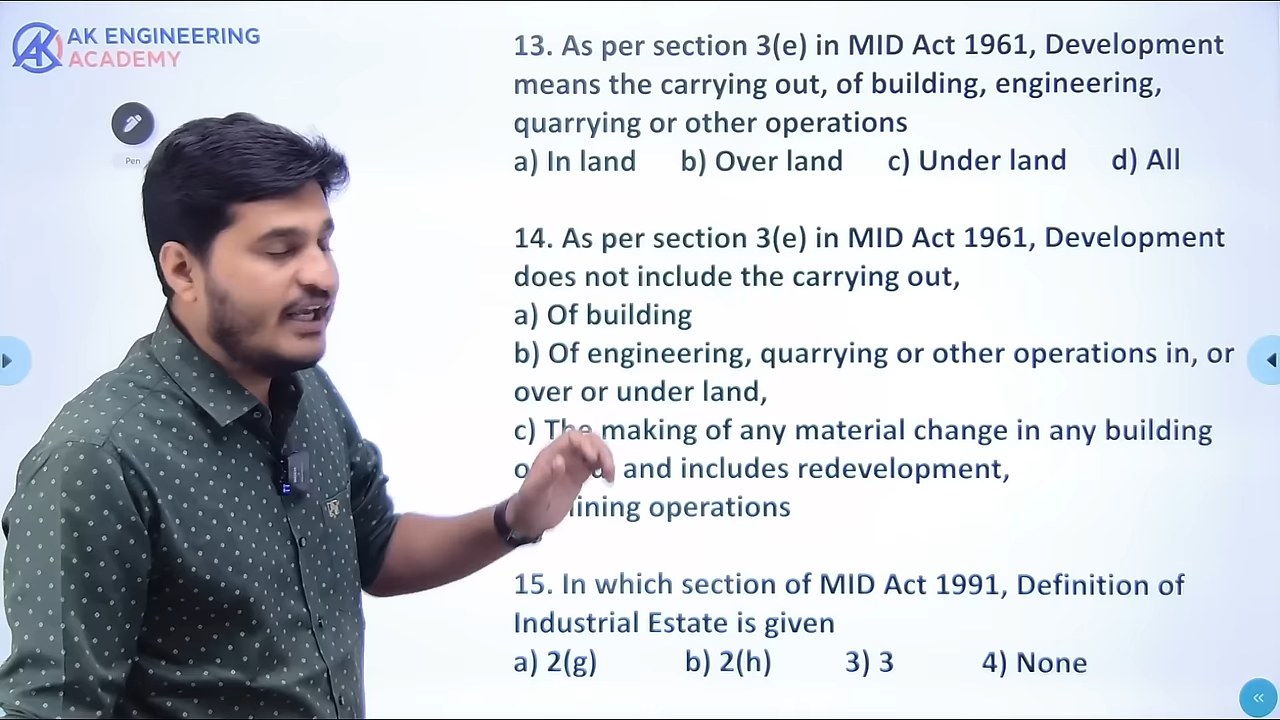 AK ENGINEERING
ACADEMY
Pen
13. As per section 3(e) in MID Act 1961, Development
means the carrying out, of building, engineering,
quarrying or other operations
a) In land b) Over land c) Under land d) All
14. As per section 3(e) in MID Act 1961, Development
does not include the carrying out,
a) Of building
b) Of engineering, quarrying or other operations in, or
over or under land,
c) The making of any material change in any building
and includes redevelopment,
operations
15. In which section of MID Act 1991, Definition of
Industrial Estate is given
a) 2(g) b) 2(h) 3) 3 4) None